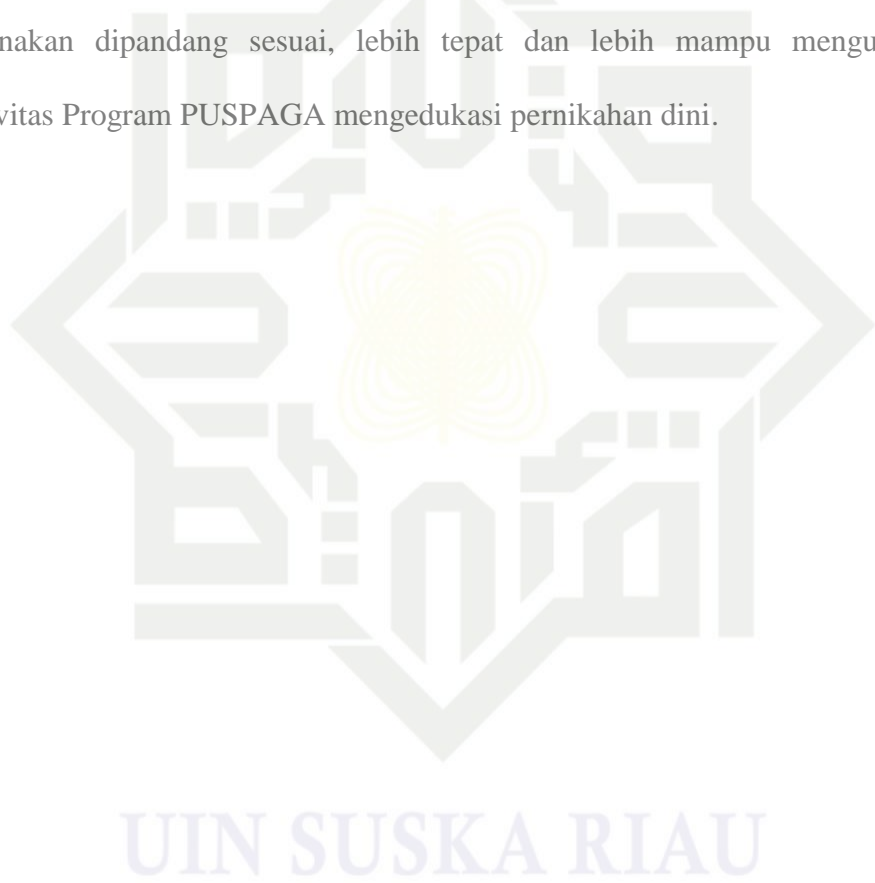 nakan dipandang sesuai, lebih tepat dan lebih mampu mengu
vitas Program PUSPAGA mengedukasi pernikahan dini.
UIN SUSKA RIAU